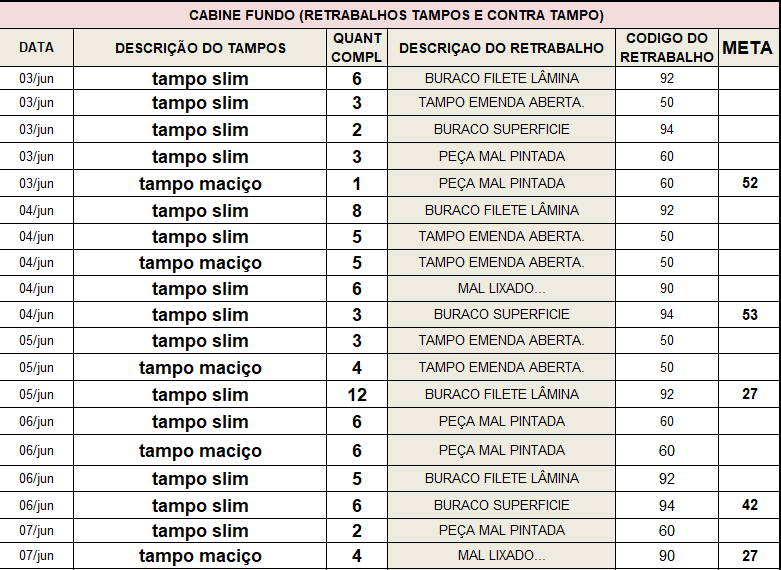 CABINE FUNDO (RETRABALHOS TAMPOS E CONTRA TAMPO)
DATA DESCRIÇÃO DO TAMPOS QUANT COMPL DESCRIÇAO DO RETRABALHO CODIGO DO RETRABALHO META
03/jun tampo slim 6 BURACO FILETE LÂMINA 92
03/jun tampo slim 3 TAMPO EMENDA ABERTA. 50
03/jun tampo slim 2 BURACO SUPERFICIE 94
03/jun tampo slim 3 PEÇA MAL PINTADA 60
03/jun tampo maciço 1 PEÇA MAL PINTADA 60 52
04/jun tampo slim 8 BURACO FILETE LÂMINA 92
04/jun tampo slim 5 TAMPO EMENDA ABERTA. 50
04/jun tampo maciço 5 TAMPO EMENDA ABERTA. 50
04/jun tampo slim 6 MAL LIXADO... 90
04/jun tampo slim 3 BURACO SUPERFICIE 94 53
05/jun tampo slim 3 TAMPO EMENDA ABERTA. 50
05/jun tampo maciço 4 TAMPO EMENDA ABERTA. 50
05/jun tampo slim 12 BURACO FILETE LÂMINA 92 27
06/jun tampo slim 6 PEÇA MAL PINTADA 60
06/jun tampo maciço 6 PEÇA MAL PINTADA 60
06/jun tampo slim 5 BURACO FILETE LÂMINA 92
06/jun tampo slim 6 BURACO SUPERFICIE 94 42
07/jun tampo slim 2 PEÇA MAL PINTADA 60
07/jun tampo maciço 4 MAL LIXADO... 90 27